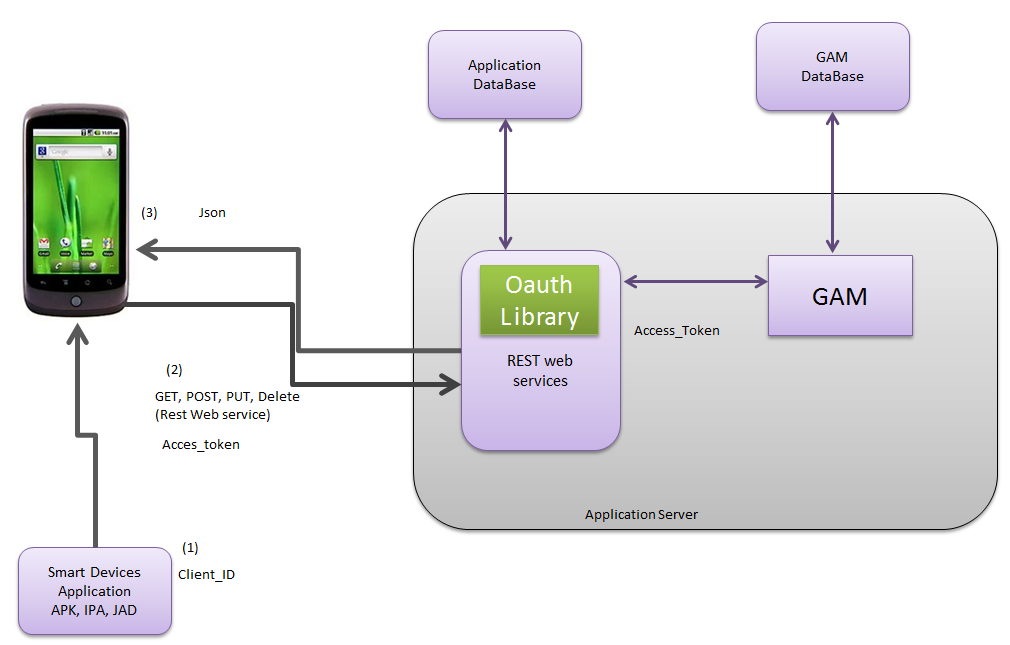 Application
DataBase
GAM
DataBase
(3)
Json
Oauth
Library
GAM
Access_Token
REST web
services
(2)
GET, POST, PUT, Delete
(Rest Web service)
Acces_token
Application Server
(1)
Client_ID
Smart Devices
Application
APK, IPA, JAD